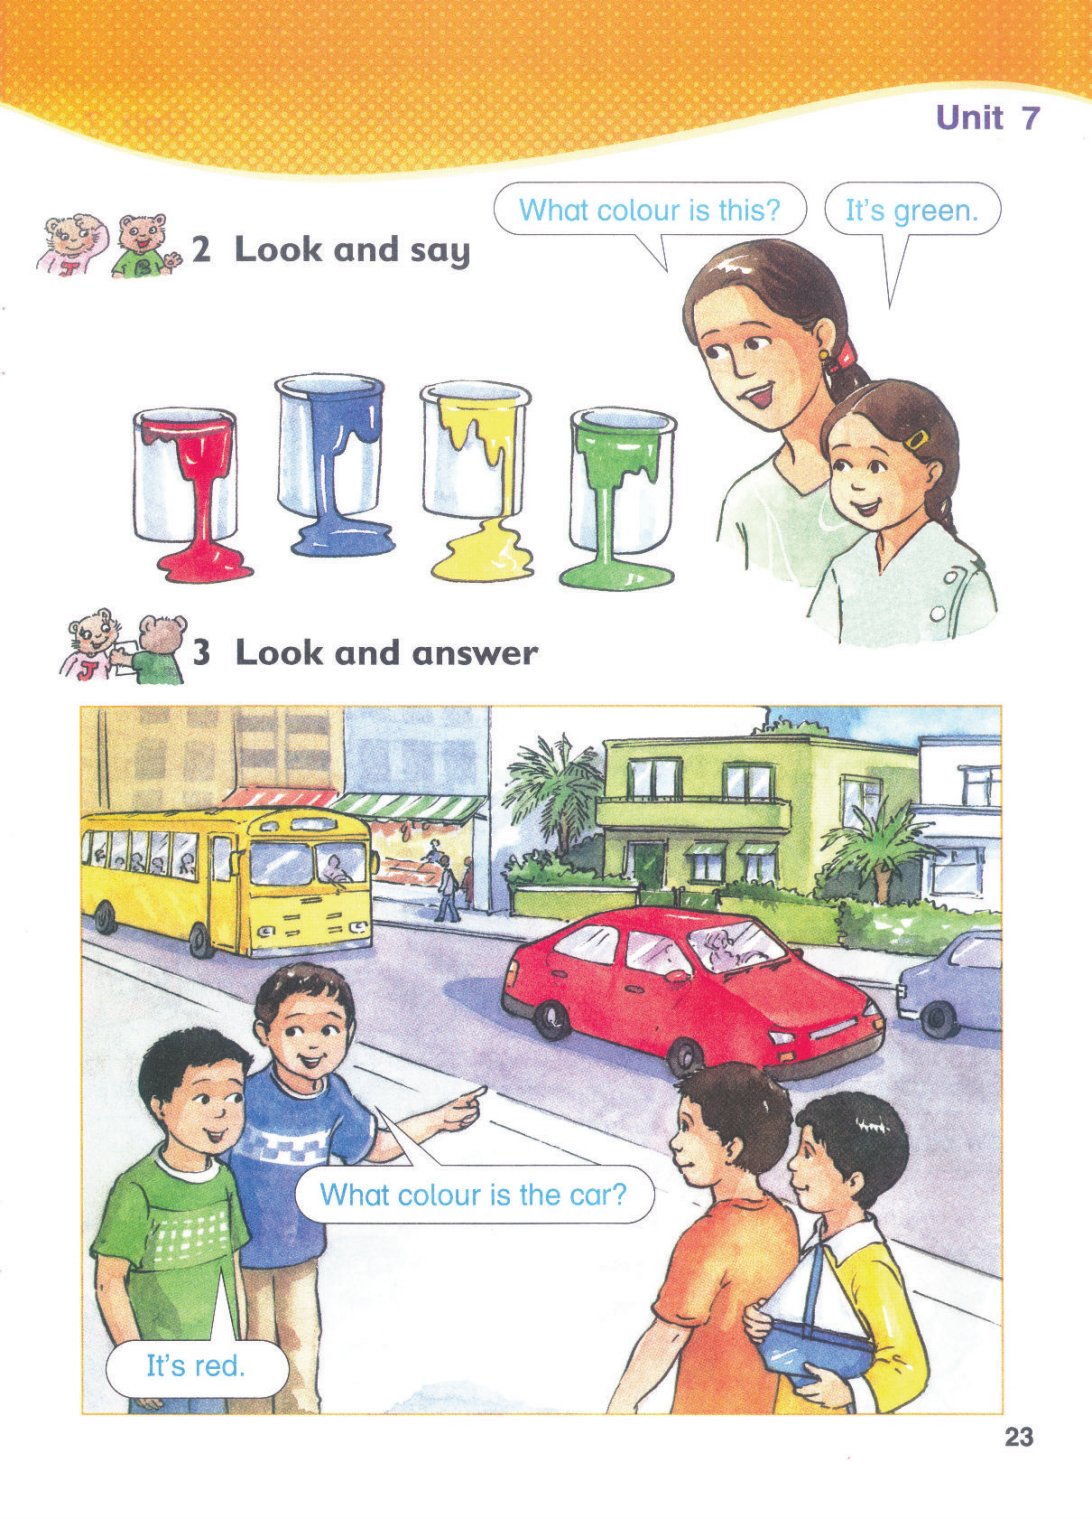 Unit 7
What colour is this?
It's green.
2 Look and say
3 Look and answer
What colour is the car?
It's red.
23